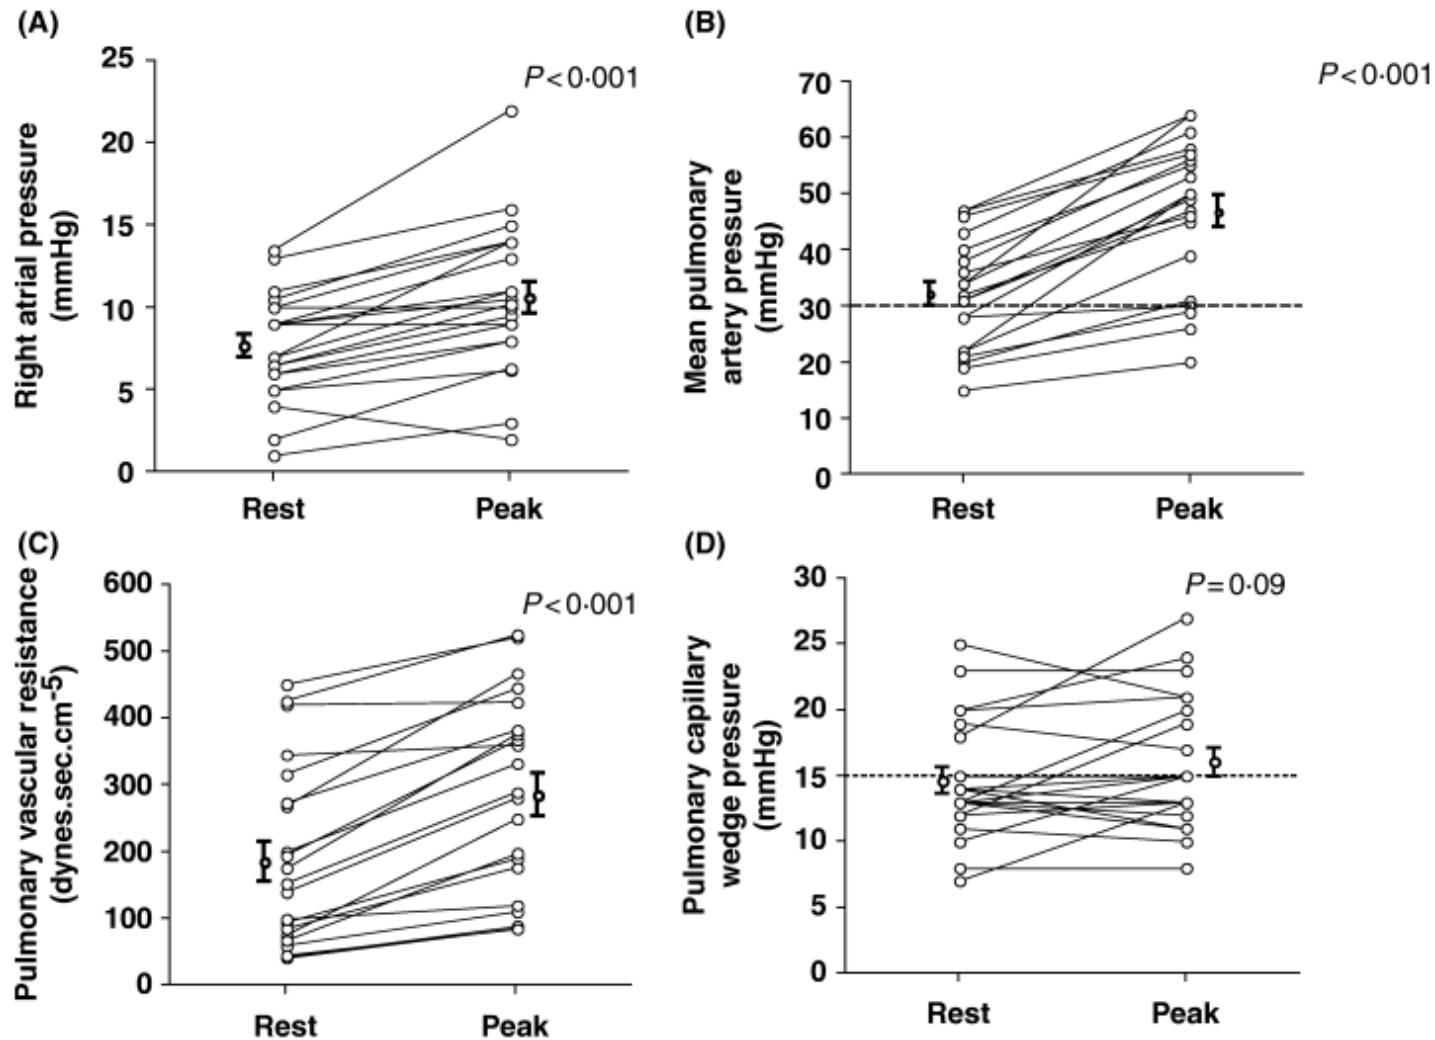 (A)
Right atrial pressure
(mmHg)
25
20
15
10
5
0
P<0·001
Rest
Peak
(B)
Mean pulmonary
artery pressure
(mmHg)
70
60
50
40
30
20
10
0
P<0·001
Rest
Peak
(C)
Pulmonary vascular resistance
(dynes.sec.cm-5)
600
500
400
300
200
100
0
P<0·001
Rest
Peak
(D)
Pulmonary capillary
wedge pressure
(mmHg)
30
25
20
15
10
5
0
P=0·09
Rest
Peak